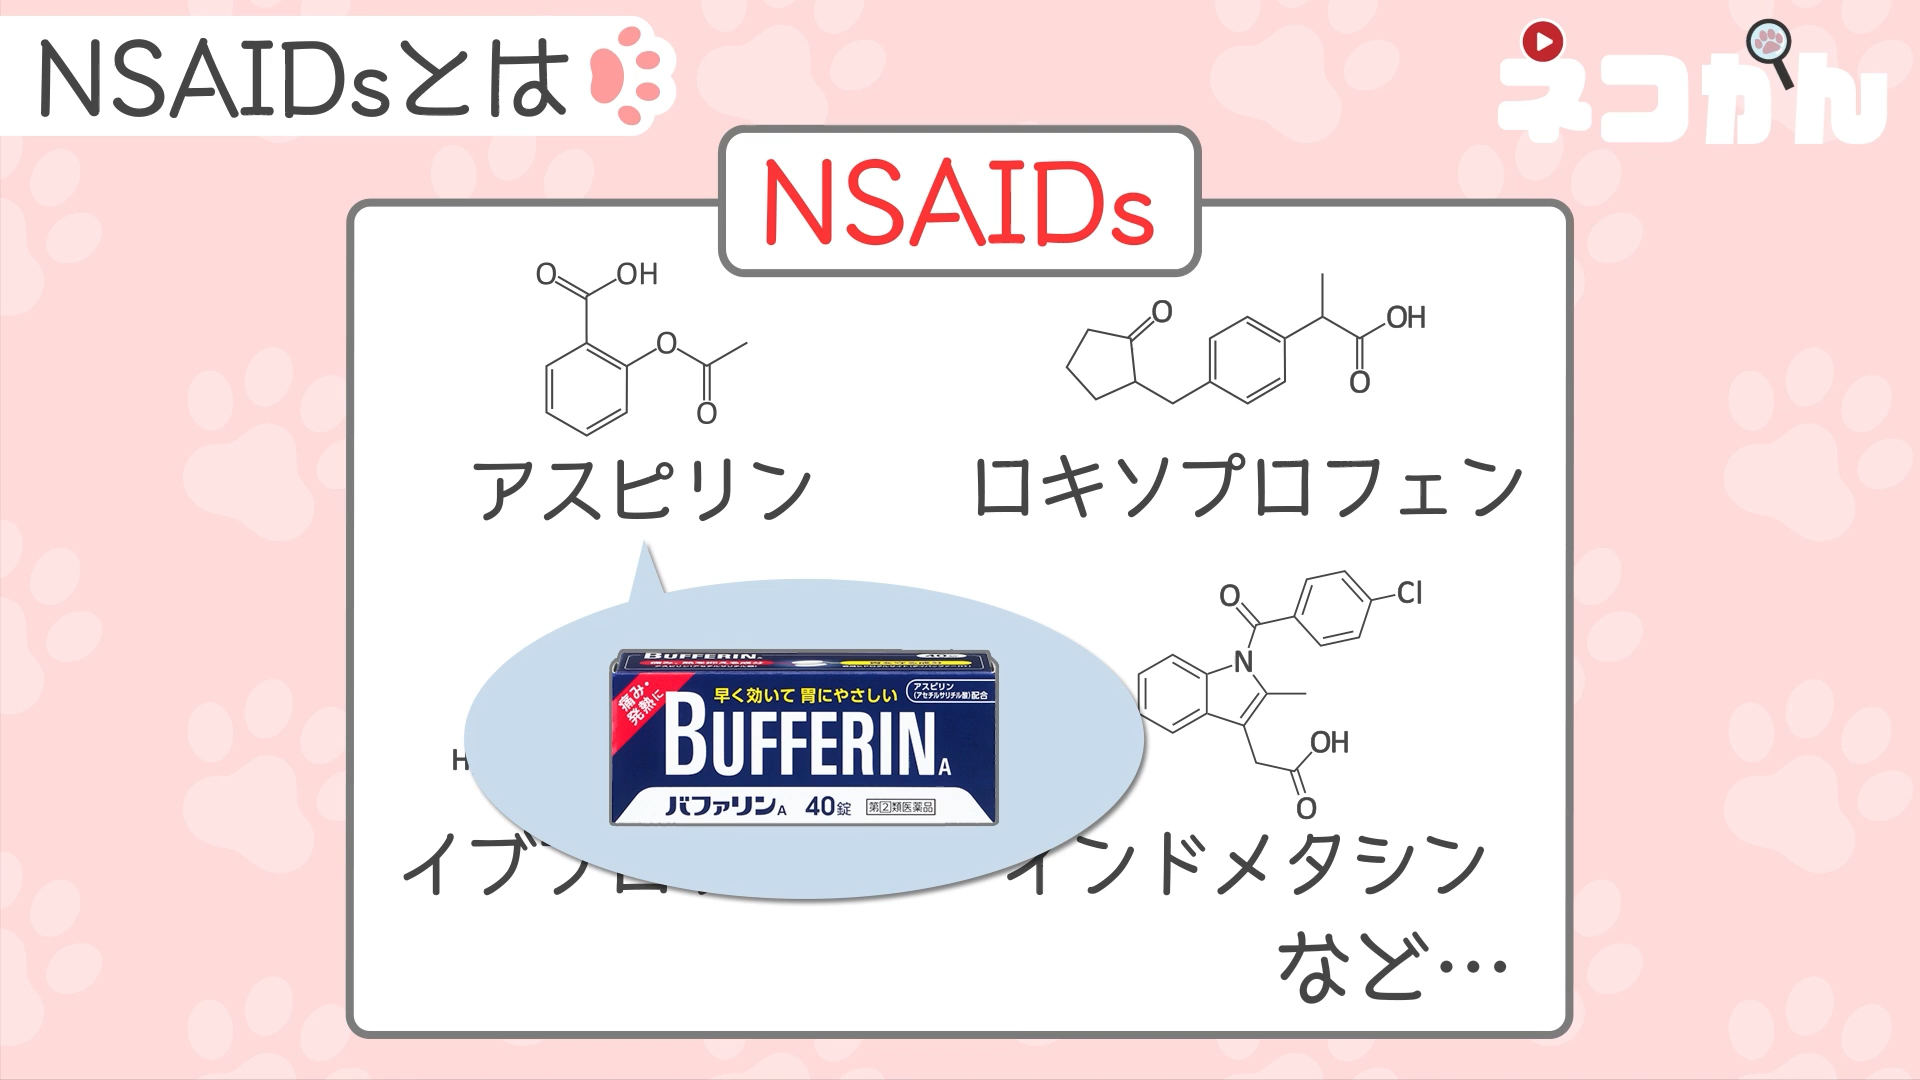 NSAIDsとは
ネコかん
NSAIDs
O
OH
O
O
アスピリン
O
OH
O
ロキソプロフェン
BUFFERIN A
痛み・
発熱に
早く効いて 胃にやさしい
アスピリン
(アセチルサリチル酸)配合
BUFFERIN A
バファリンA 40錠 第②類医薬品
H
イブプロ
O
Cl
N
OH
O
インドメタシン
など…